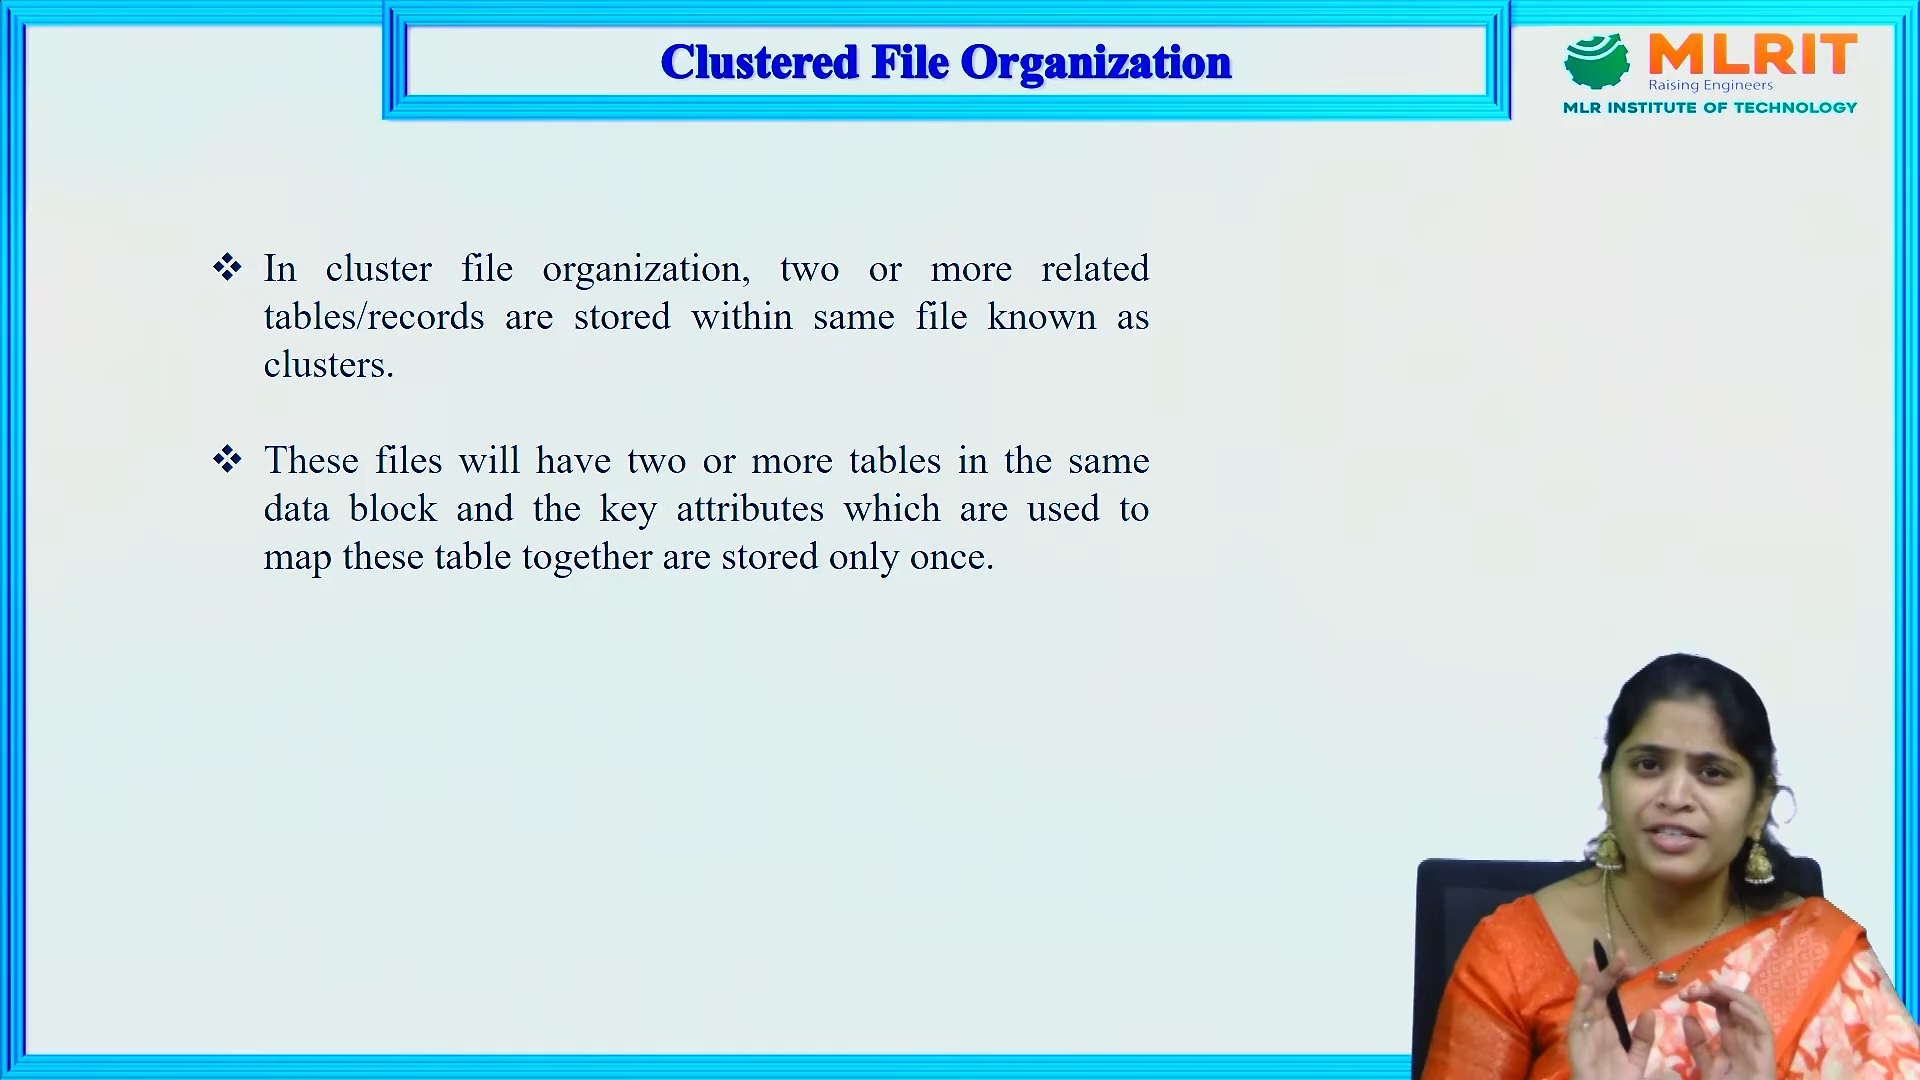 Clustered File Organization
MLRIT
Raising Engineers
MLR INSTITUTE OF TECHNOLOGY
❖ In cluster file organization, two or more related
tables/records are stored within same file known as
clusters.
❖ These files will have two or more tables in the same
data block and the key attributes which are used to
map these table together are stored only once.